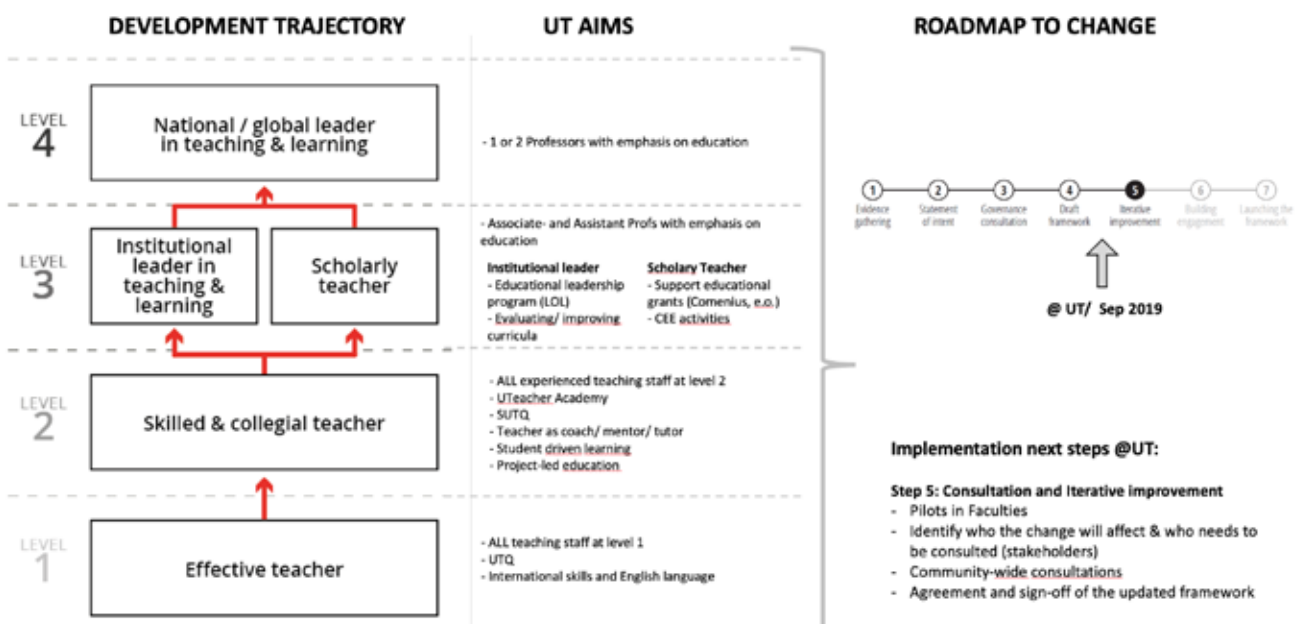 DEVELOPMENT TRAJECTORY
UT AIMS
ROADMAP TO CHANGE
LEVEL
4
National / global leader
in teaching & learning
- 1 or 2 Professors with emphasis on education
LEVEL
3
Institutional
leader in
teaching &
learning
Scholarly
teacher
- Associate- and Assistant Profs with emphasis on
education
Institutional leader
- Educational leadership
program (LOL)
- Evaluating/ improving
curricula
Scholary Teacher
- Support educational
grants (Comenius, e.o.)
- CEE activities
LEVEL
2
Skilled & collegial teacher
- ALL experienced teaching staff at level 2
- UTeacher Academy
- SUTQ
- Teacher as coach/ mentor/ tutor
- Student driven learning
- Project-led education
LEVEL
1
Effective teacher
- ALL teaching staff at level 1
- UTQ
- International skills and English language
1
Evidence
gathering
2
Statement
of intent
3
Governance
consultation
4
Draft
framework
5
Iterative
improvement
6
Building
engagement
7
Launching the
framework
@ UT/ Sep 2019
Implementation next steps @UT:
Step 5: Consultation and Iterative improvement
- Pilots in Faculties
- Identify who the change will affect & who needs to
be consulted (stakeholders)
- Community-wide consultations
- Agreement and sign-off of the updated framework